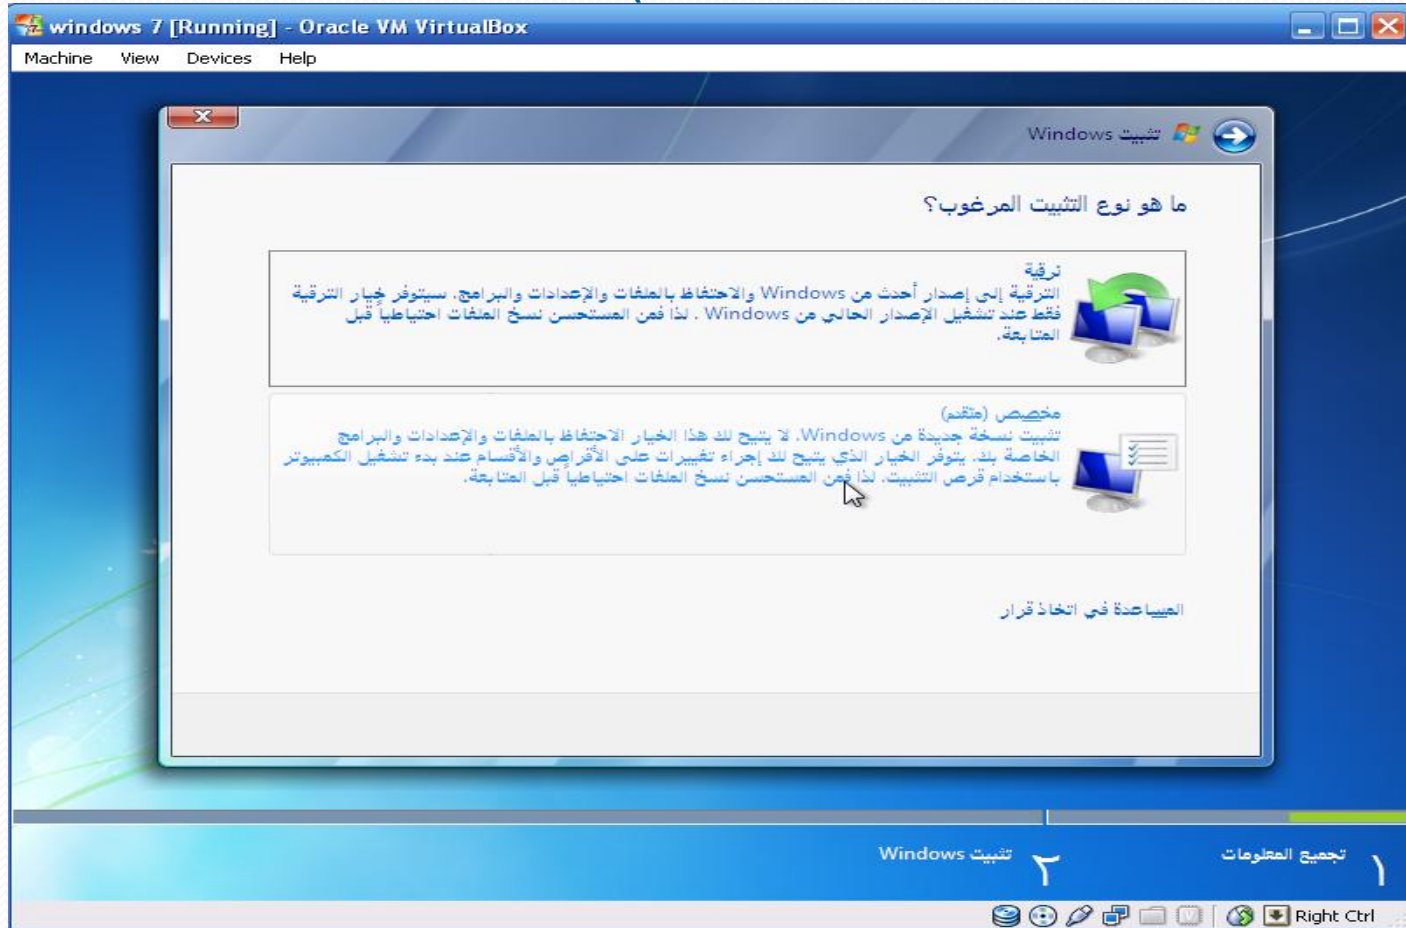 windows 7 [Running] - Oracle VM VirtualBox
Machine View Devices Help
تثبيت Windows
ما هو نوع التثبيت المرغوب؟
ترقية
الترقية إلى إصدار أحدث من Windows والاحتفاظ بالملفات والإعدادات والبرامج. سيتوفر خيار الترقية
فقط عند تشغيل الإصدار الحالي من Windows . لذا فمن المستحسن نسخ الملفات احتياطياً قبل
المتابعة.
مخصص (متقدم)
تثبيت نسخة جديدة من Windows. لا يتيح لك هذا الخيار الاحتفاظ بالملفات والإعدادات والبرامج
الخاصة بك. يتوفر الخيار الذي يتيح لك إجراء تغييرات على الأقراص والأقسام عند بدء تشغيل الكمبيوتر
باستخدام قرص التثبيت. لذا فمن المستحسن نسخ الملفات احتياطياً قبل المتابعة.
المساعدة في اتخاذ قرار
١ تجميع المعلومات
٢ تثبيت Windows
Right Ctrl